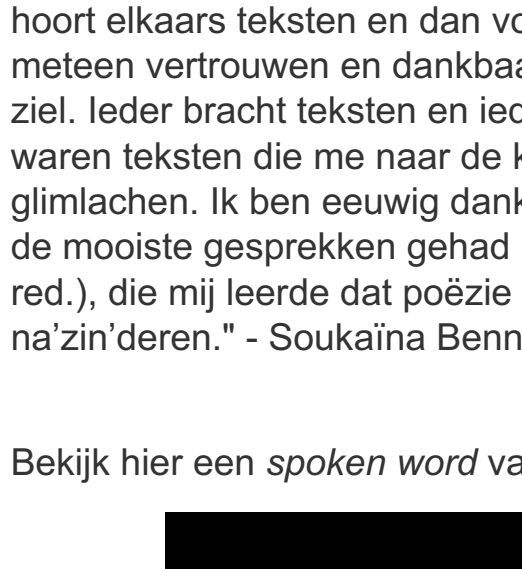 hoort elkaars teksten en dan vo
meteen vertrouwen en dankbaa
ziel. Ieder bracht teksten en ied
waren teksten die me naar de k
glimlachen. Ik ben eeuwig dank
de mooiste gesprekken gehad
red.), die mij leerde dat poëzie
na’zin’deren." - Soukaïna Benn
Bekijk hier een spoken word va